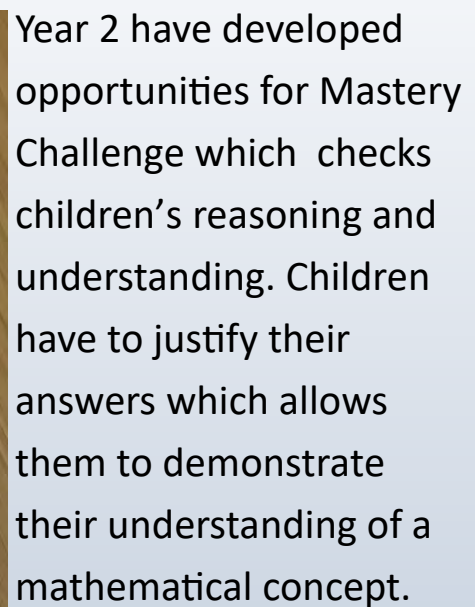 Year 2 have developed
opportunities for Mastery
Challenge which  checks
children’s reasoning and
understanding. Children
have to justify their
answers which allows
them to demonstrate
their understanding of a
mathematical concept.